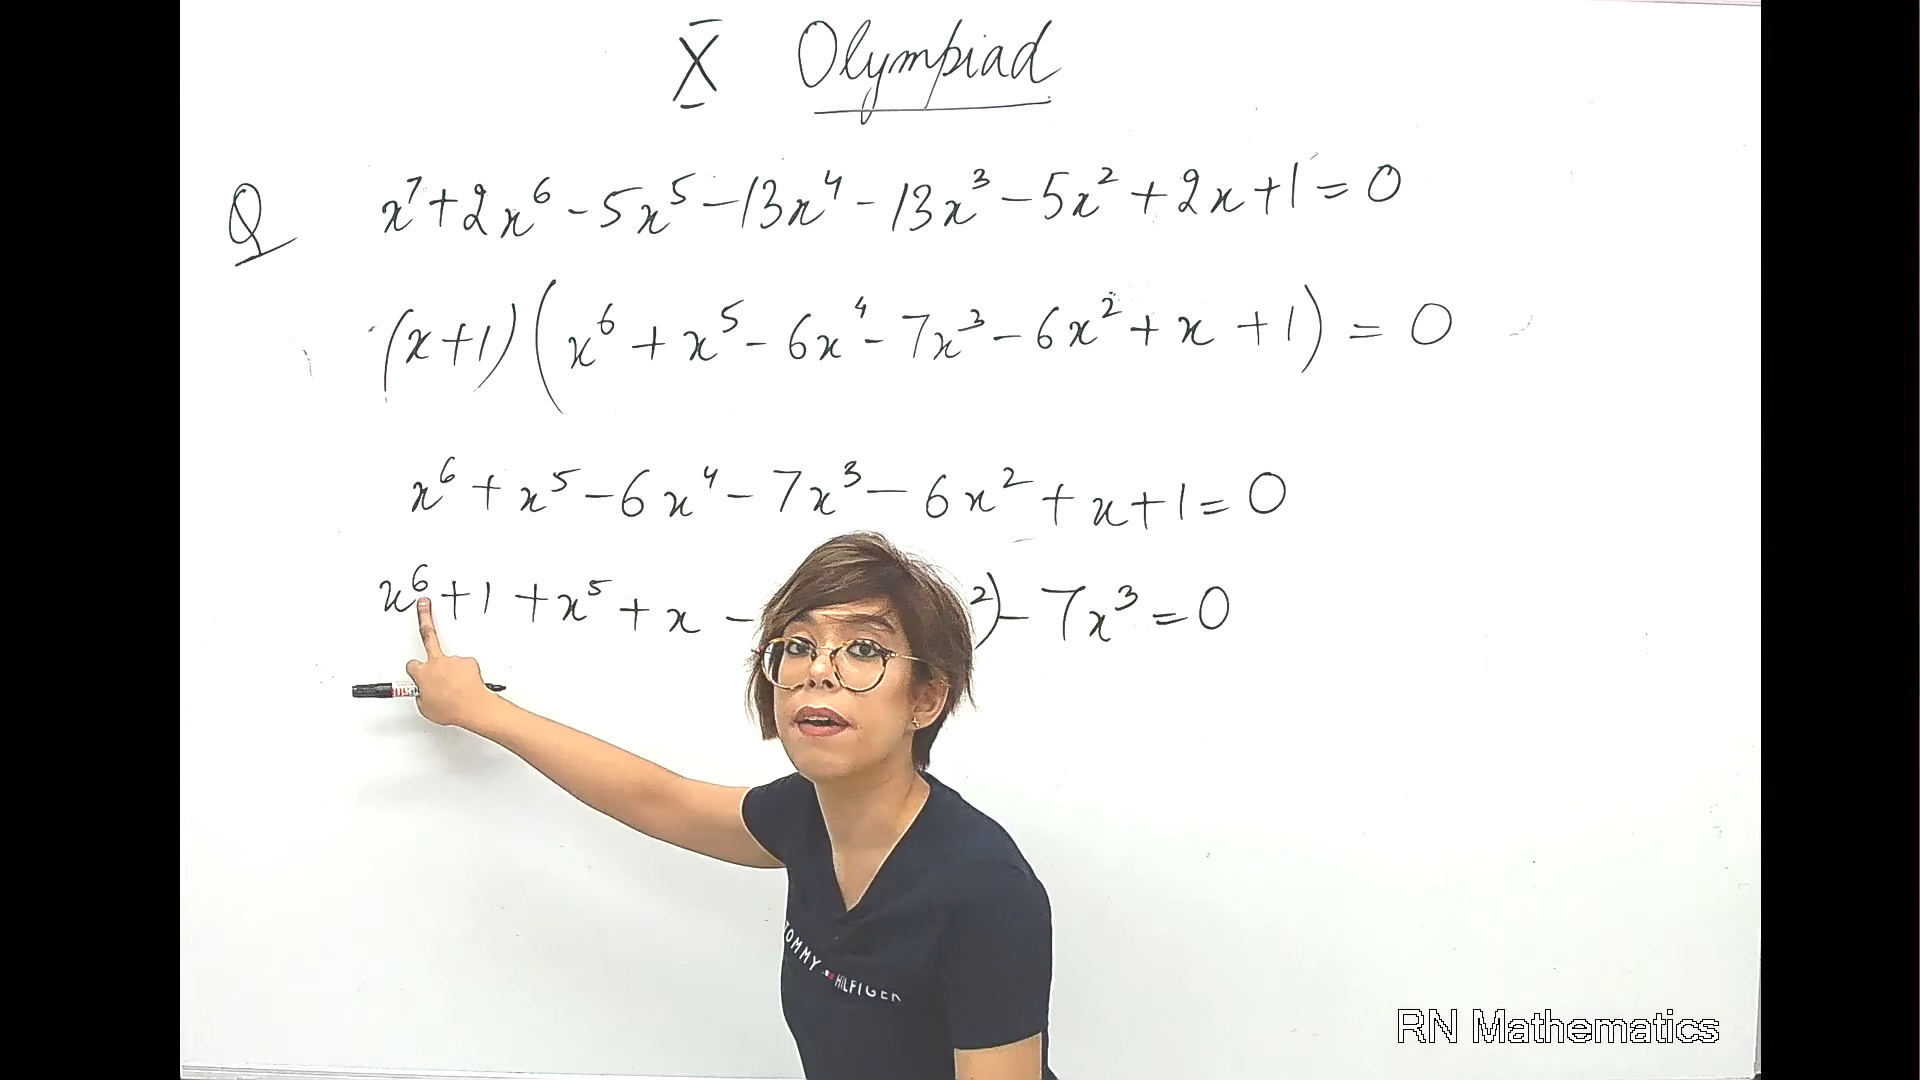 X Olympiad
Q x⁷+2x⁶-5x⁵-13x⁴-13x³-5x²+2x+1=0
(x+1)(x⁶+x⁵-6x⁴-7x³-6x²+x+1)=0
x⁶+x⁵-6x⁴-7x³-6x²+x+1=0
x⁶+1+x⁵+x- ²)-7x³=0
TOMMY HILFIGER
RN Mathematics